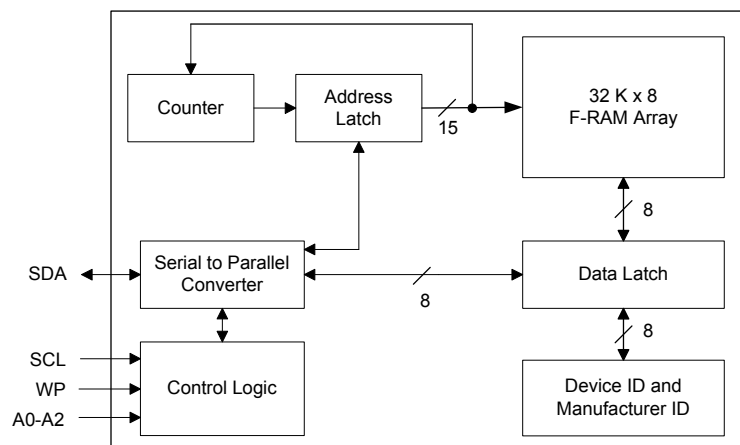 Counter
Address
Latch
15
32 K x 8
F-RAM Array
8
SDA
Serial to Parallel
Converter
8
Data Latch
8
SCL
WP
A0-A2
Control Logic
Device ID and
Manufacturer ID